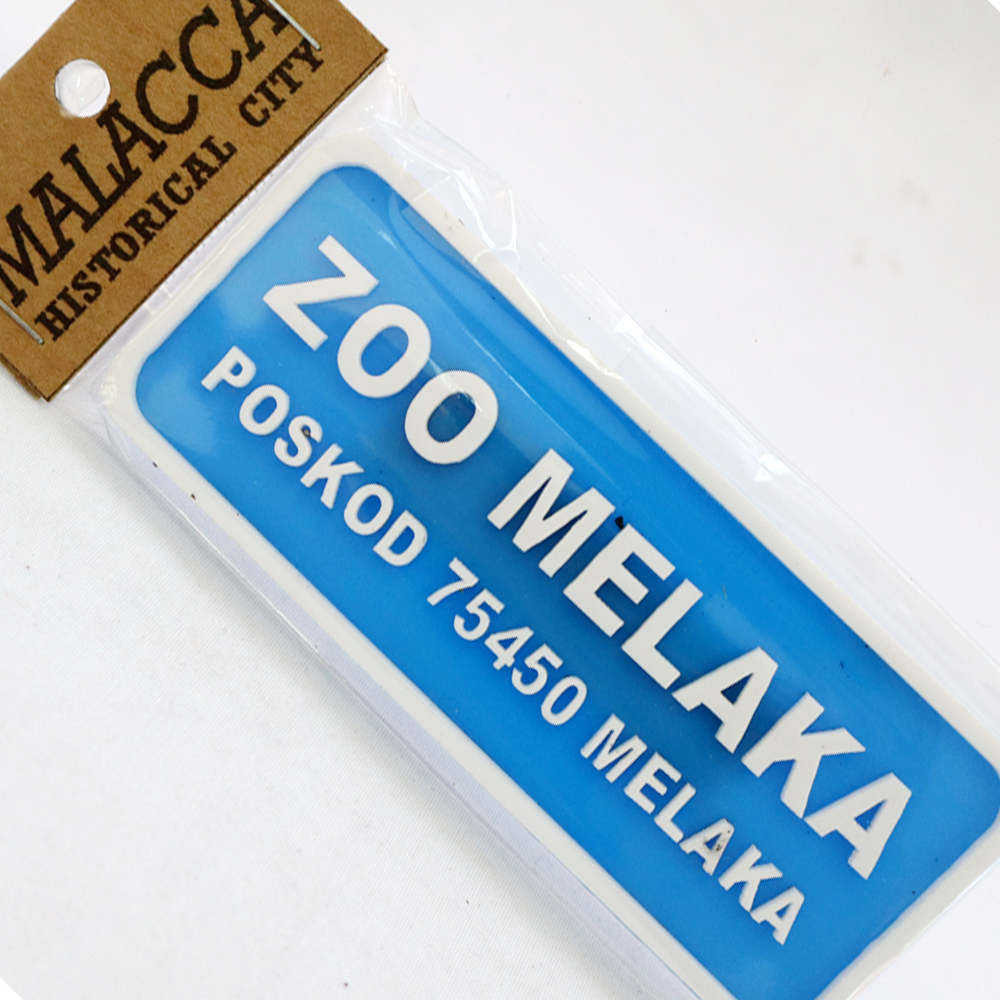 MALACCA
HISTORICAL CITY
ZOO MELAKA
POSKOD 75450 MELAKA